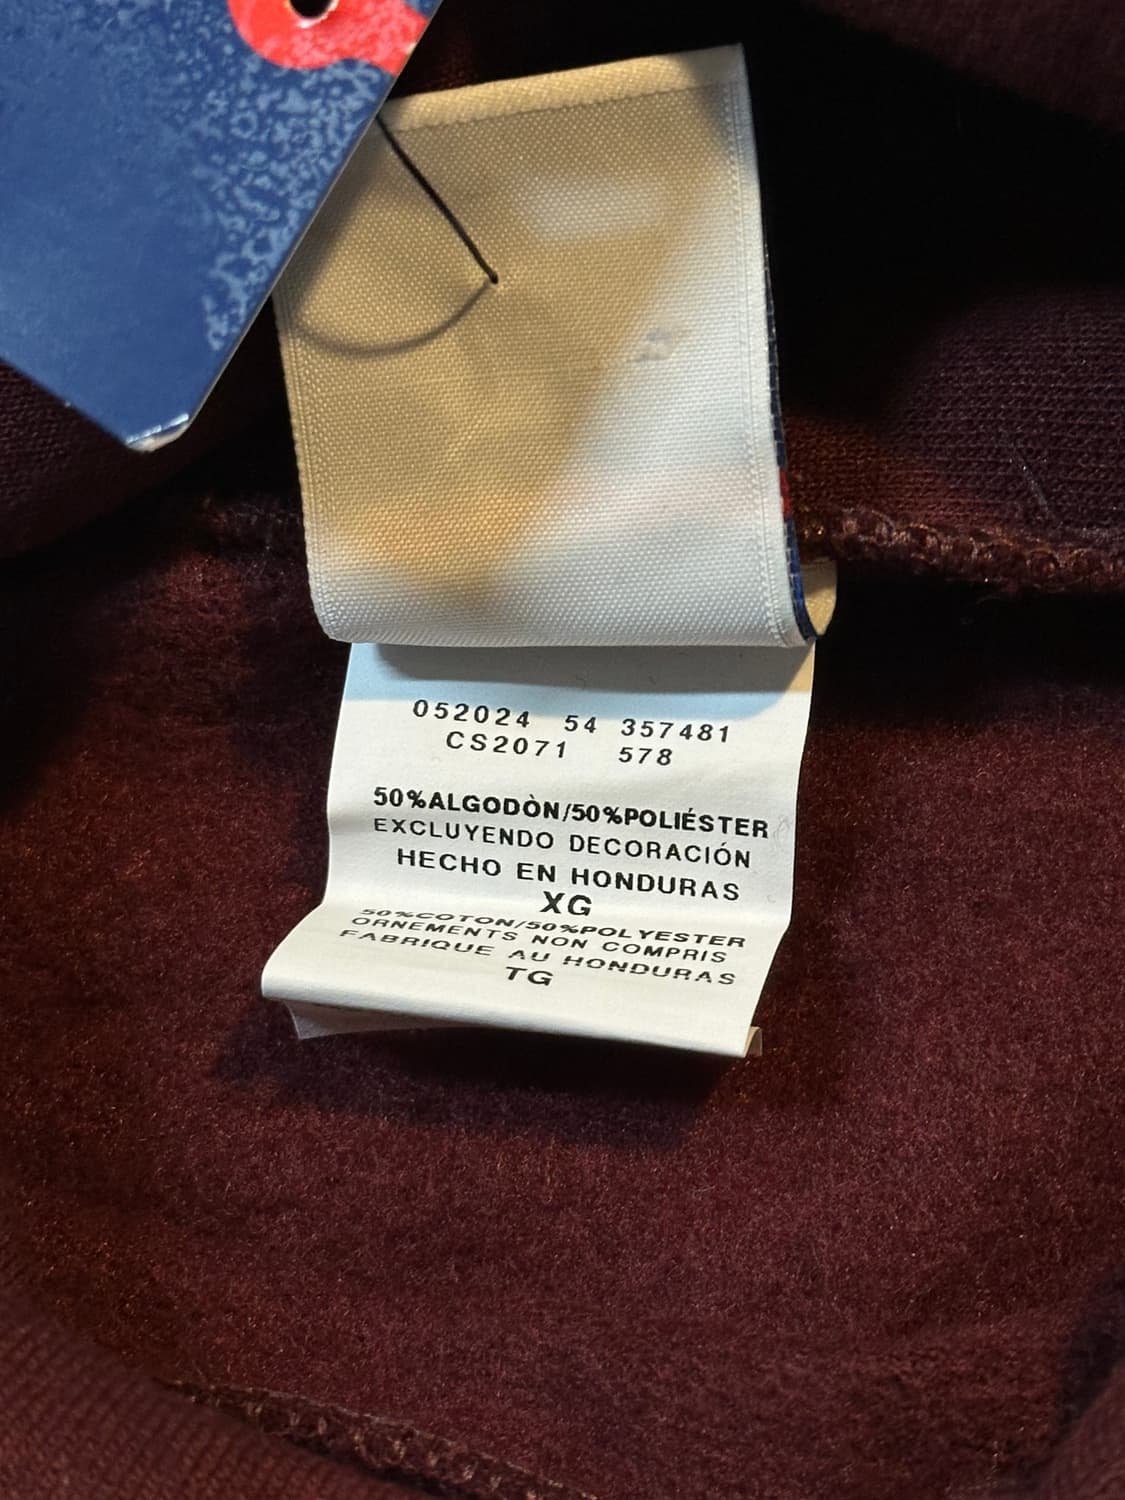 052024 54 357481
CS2071 578
50%ALGODÒN/50%POLIÉSTER
EXCLUYENDO DECORACIÓN
HECHO EN HONDURAS
XG
50%COTON/50%POLYESTER
ORNEMENTS NON COMPRIS
FABRIQUE AU HONDURAS
TG